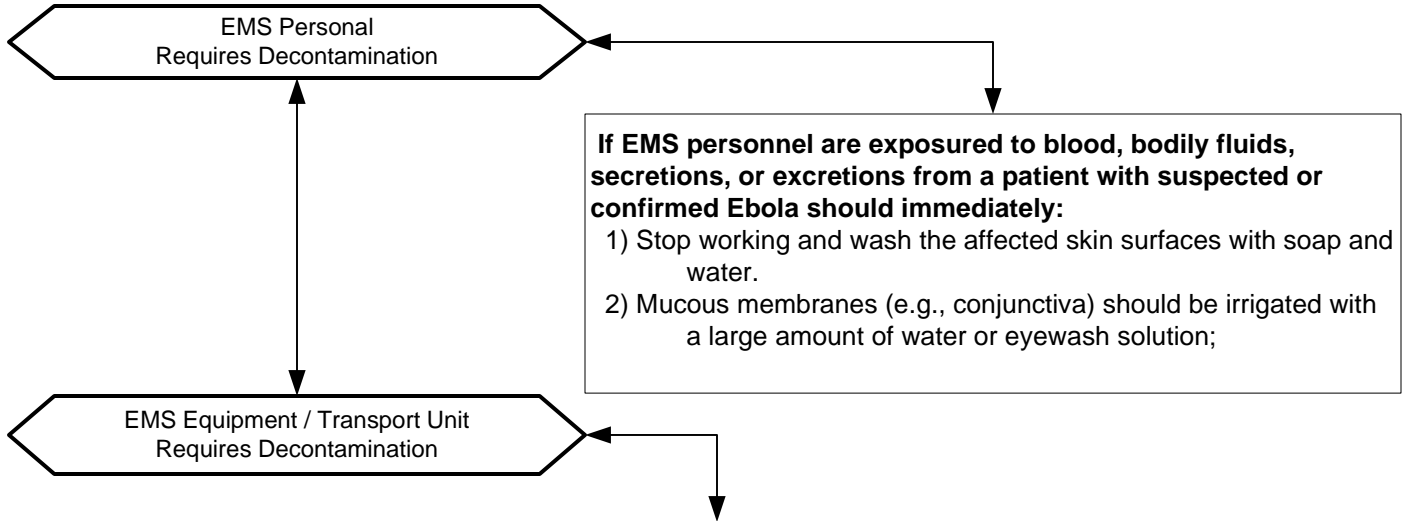 EMS Personal
Requires Decontamination
If EMS personnel are exposured to blood, bodily fluids,
secretions, or excretions from a patient with suspected or
confirmed Ebola should immediately:
1) Stop working and wash the affected skin surfaces with soap and
water.
2) Mucous membranes (e.g., conjunctiva) should be irrigated with
a large amount of water or eyewash solution;
EMS Equipment / Transport Unit
Requires Decontamination